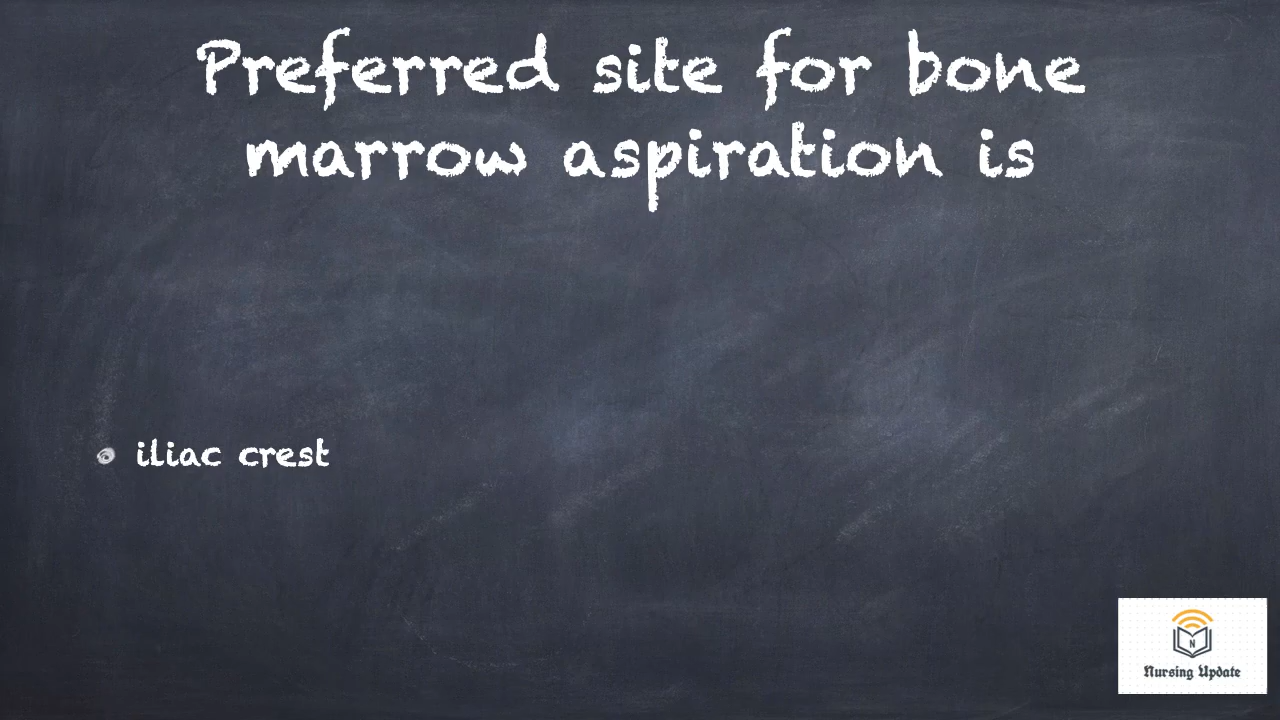 Preferred site for bone
marrow aspiration is
iliac crest
N
Nursing Update